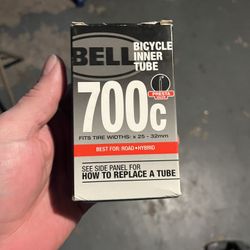 BELL
BICYCLE
INNER
TUBE
700c
PRESTA
FITS TIRE WIDTHS: x 25 - 32mm
BEST FOR: ROAD • HYBRID
SEE SIDE PANEL FOR
HOW TO REPLACE A TUBE